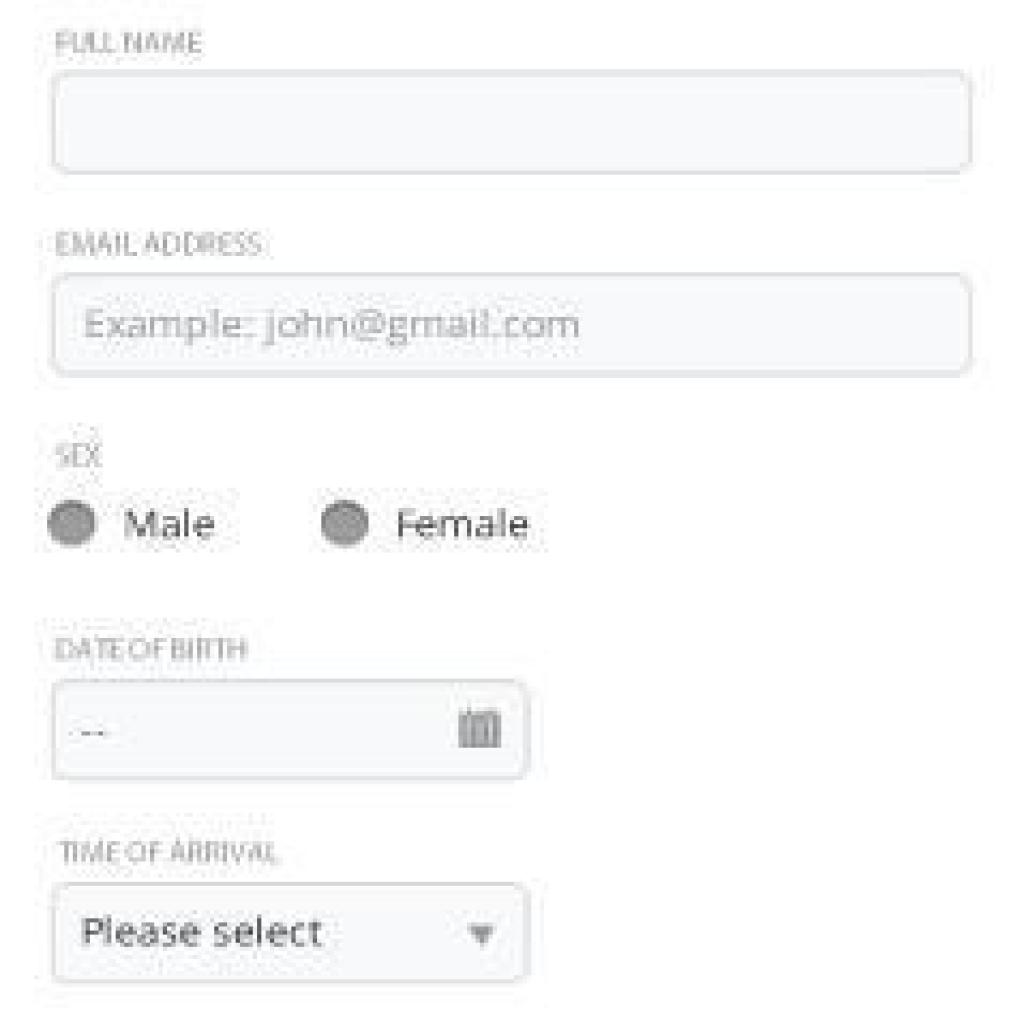 FULL NAME
EMAIL ADDRESS
Example: john@gmail.com
SEX
Male Female
DATE OF BIRTH
--
TIME OF ARRIVAL
Please select